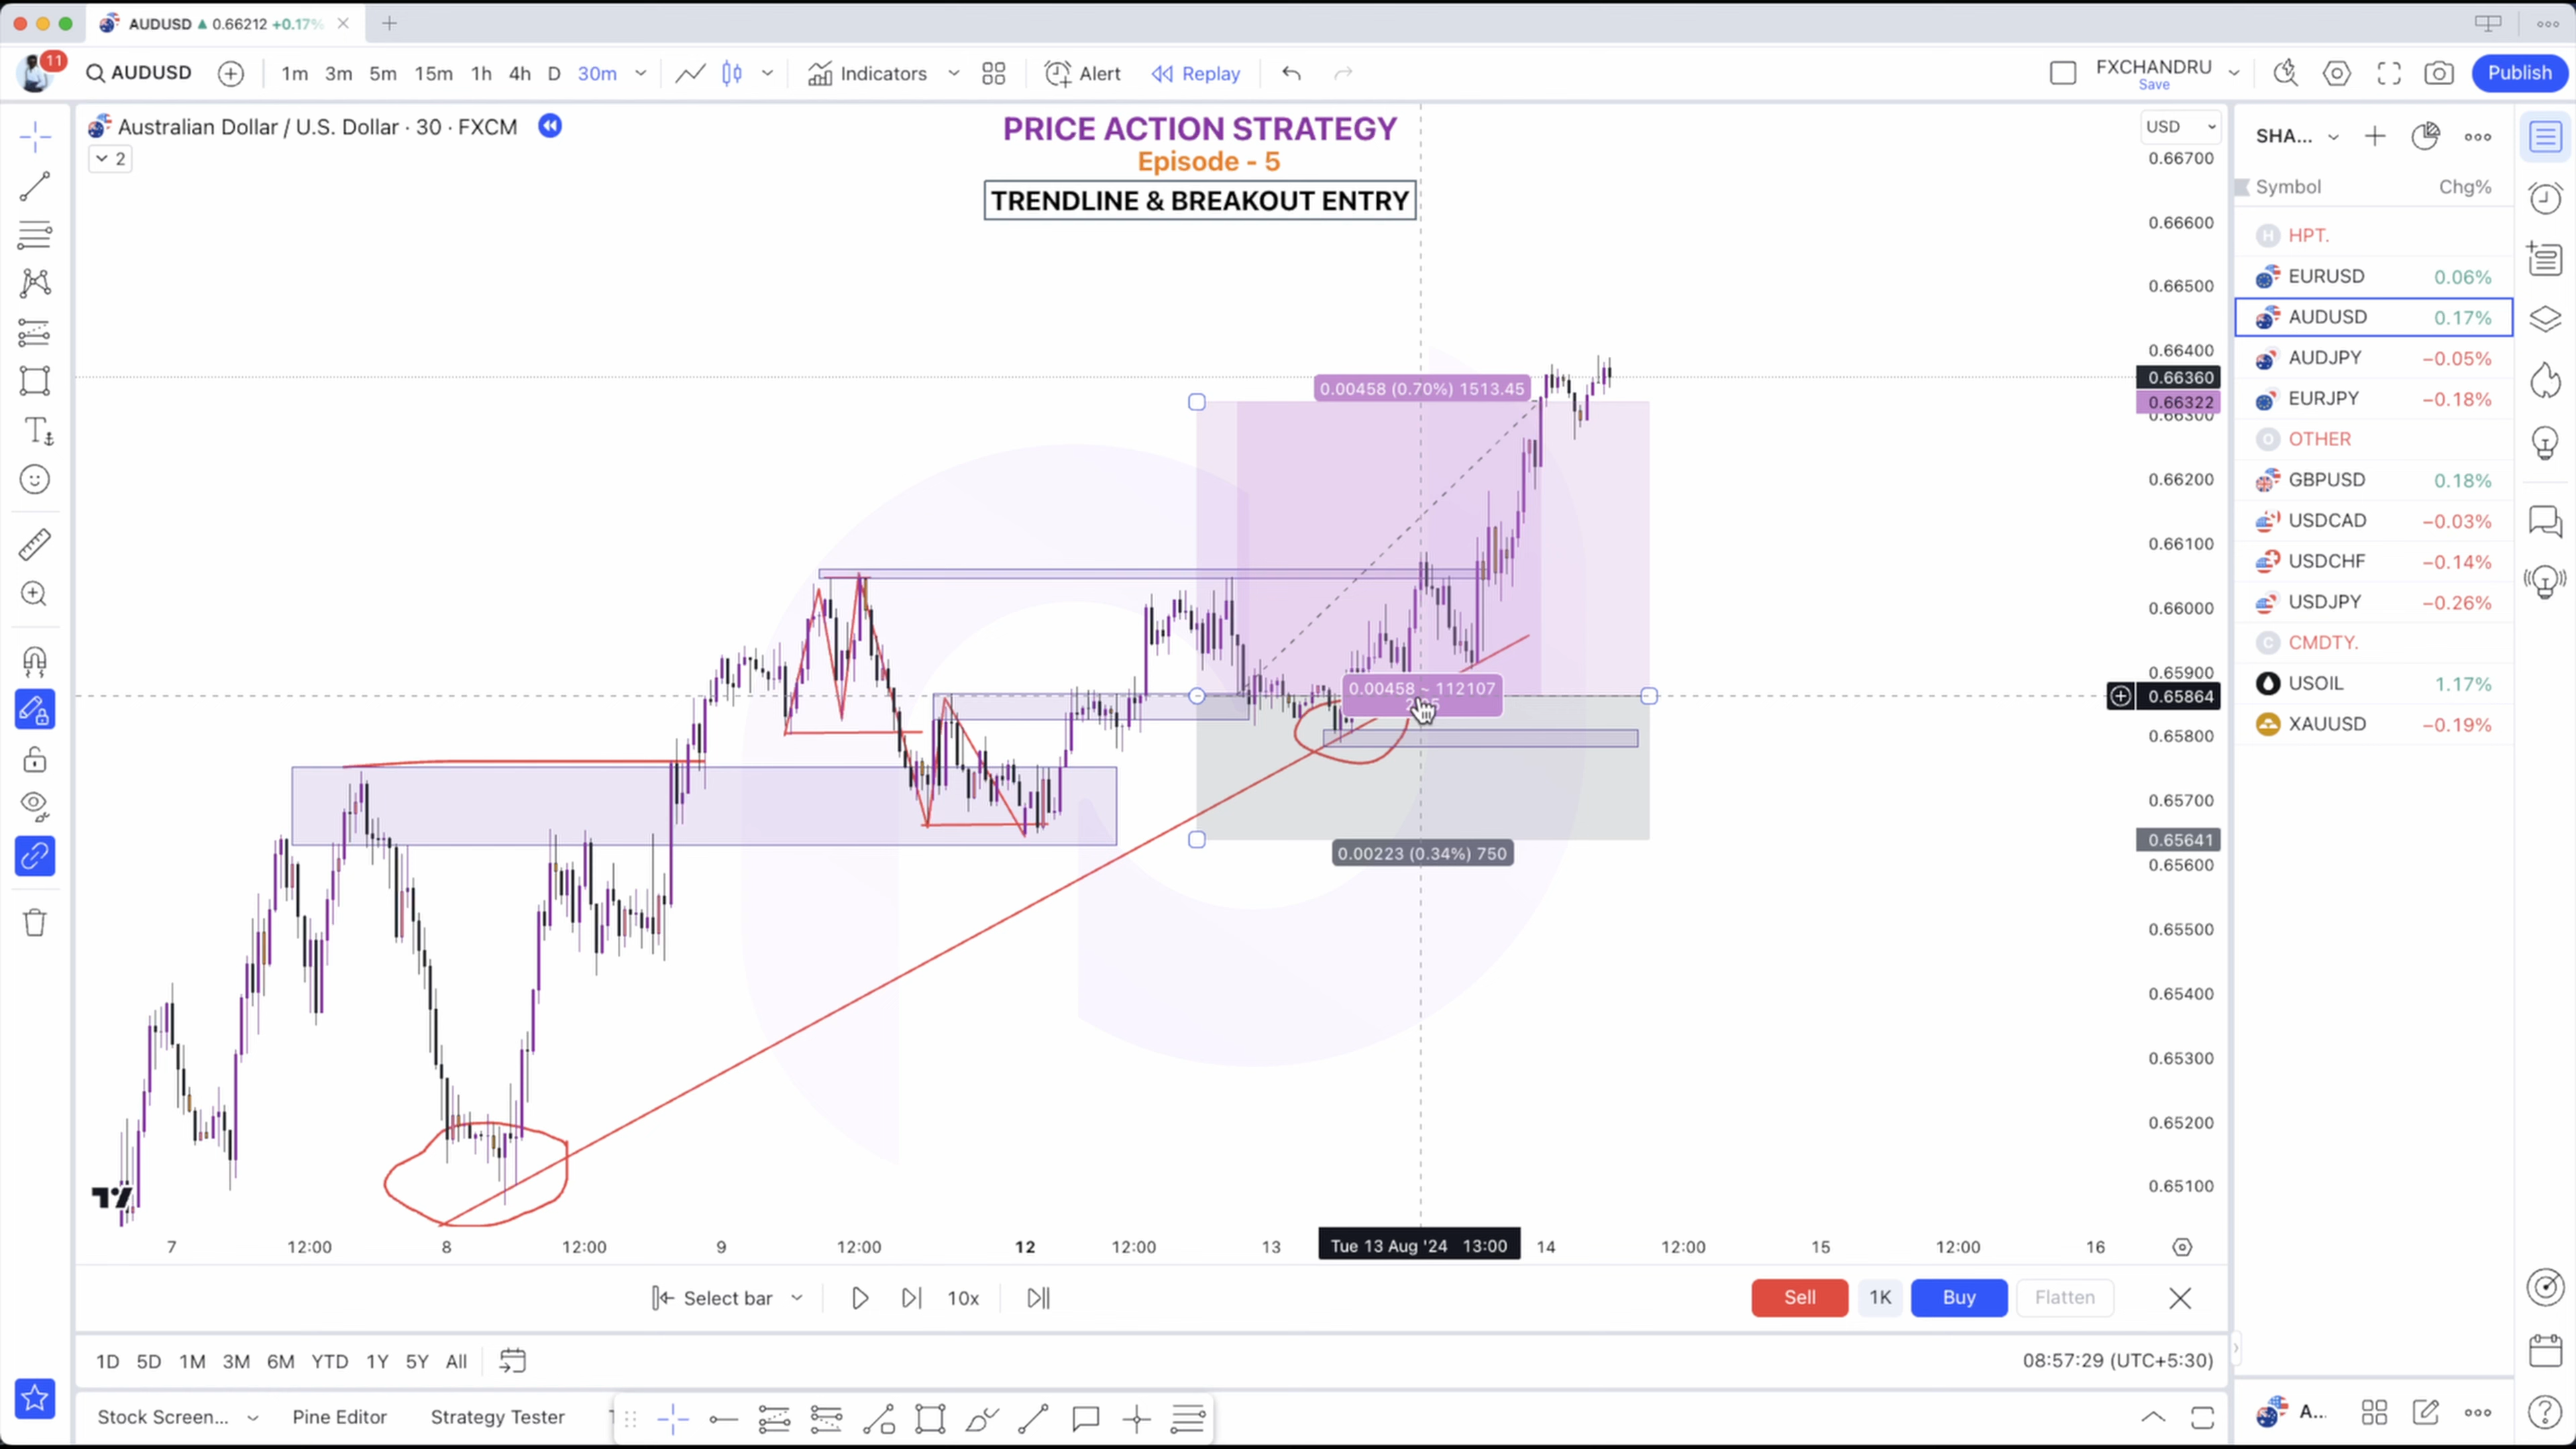 AUDUSD ▲ 0.66212 +0.17%
11
AUDUSD
1m 3m 5m 15m 1h 4h D 30m
Indicators
Alert
Replay
FXCHANDRU
Save
Publish
Australian Dollar / U.S. Dollar · 30 · FXCM
2
PRICE ACTION STRATEGY
Episode - 5
TRENDLINE & BREAKOUT ENTRY
USD
0.66700
0.66600
0.66500
0.66400
0.66360
0.66322
0.66300
0.66200
0.66100
0.66000
0.65900
0.65864
0.65800
0.65700
0.65641
0.65600
0.65500
0.65400
0.65300
0.65200
0.65100
0.00458 (0.70%) 1513.45
0.00458 ~ 112107
0.00223 (0.34%) 750
7 12:00 8 12:00 9 12:00 12 12:00 13 Tue 13 Aug '24 13:00 14 12:00 15 12:00 16
SHA...
Symbol Chg%
H HPT.
EURUSD 0.06%
AUDUSD 0.17%
AUDJPY −0.05%
EURJPY −0.18%
O OTHER
GBPUSD 0.18%
USDCAD −0.03%
USDCHF −0.14%
USDJPY −0.26%
C CMDTY.
USOIL 1.17%
XAUUSD −0.19%
Select bar 10x
Sell 1K Buy Flatten
1D 5D 1M 3M 6M YTD 1Y 5Y All
08:57:29 (UTC+5:30)
Stock Screen... Pine Editor Strategy Tester
A...